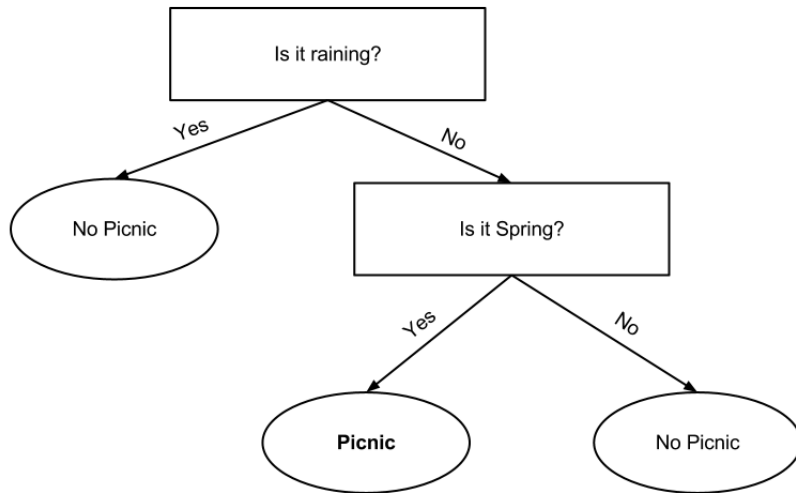 Is it raining?
Yes
No
No Picnic
Is it Spring?
Yes
No
Picnic
No Picnic